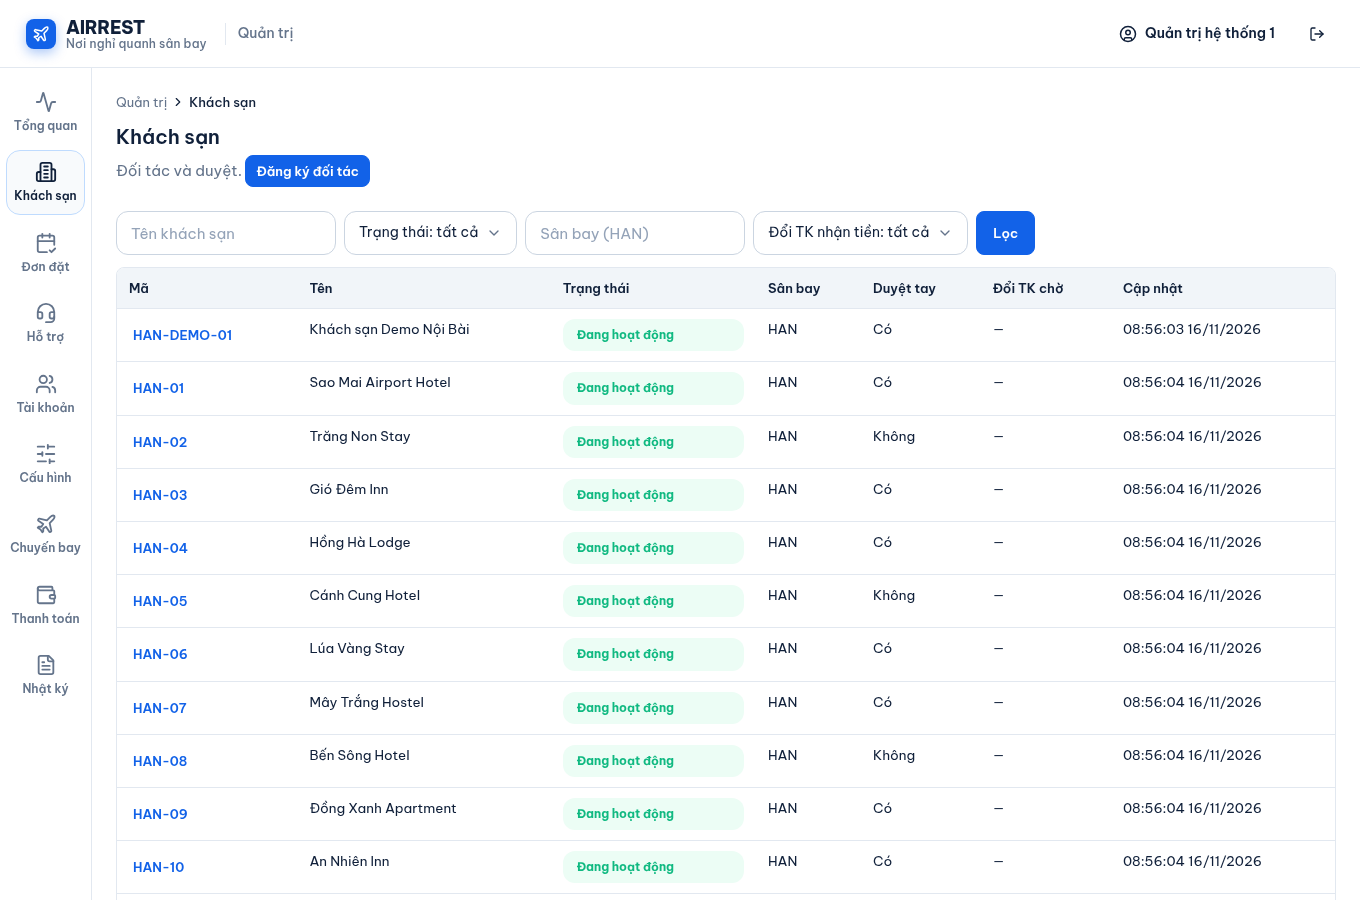 AIRREST
Nơi nghỉ quanh sân bay
Quản trị
Quản trị hệ thống 1
Tổng quan
Khách sạn
Đơn đặt
Hỗ trợ
Tài khoản
Cấu hình
Chuyến bay
Thanh toán
Nhật ký
Quản trị > Khách sạn
Khách sạn
Đối tác và duyệt. Đăng ký đối tác
Tên khách sạn Trạng thái: tất cả Sân bay (HAN) Đổi TK nhận tiền: tất cả Lọc
Mã Tên Trạng thái Sân bay Duyệt tay Đổi TK chờ Cập nhật
HAN-DEMO-01 Khách sạn Demo Nội Bài Đang hoạt động HAN Có — 08:56:03 16/11/2026
HAN-01 Sao Mai Airport Hotel Đang hoạt động HAN Có — 08:56:04 16/11/2026
HAN-02 Trăng Non Stay Đang hoạt động HAN Không — 08:56:04 16/11/2026
HAN-03 Gió Đêm Inn Đang hoạt động HAN Có — 08:56:04 16/11/2026
HAN-04 Hồng Hà Lodge Đang hoạt động HAN Có — 08:56:04 16/11/2026
HAN-05 Cánh Cung Hotel Đang hoạt động HAN Không — 08:56:04 16/11/2026
HAN-06 Lúa Vàng Stay Đang hoạt động HAN Có — 08:56:04 16/11/2026
HAN-07 Mây Trắng Hostel Đang hoạt động HAN Có — 08:56:04 16/11/2026
HAN-08 Bến Sông Hotel Đang hoạt động HAN Không — 08:56:04 16/11/2026
HAN-09 Đồng Xanh Apartment Đang hoạt động HAN Có — 08:56:04 16/11/2026
HAN-10 An Nhiên Inn Đang hoạt động HAN Có — 08:56:04 16/11/2026